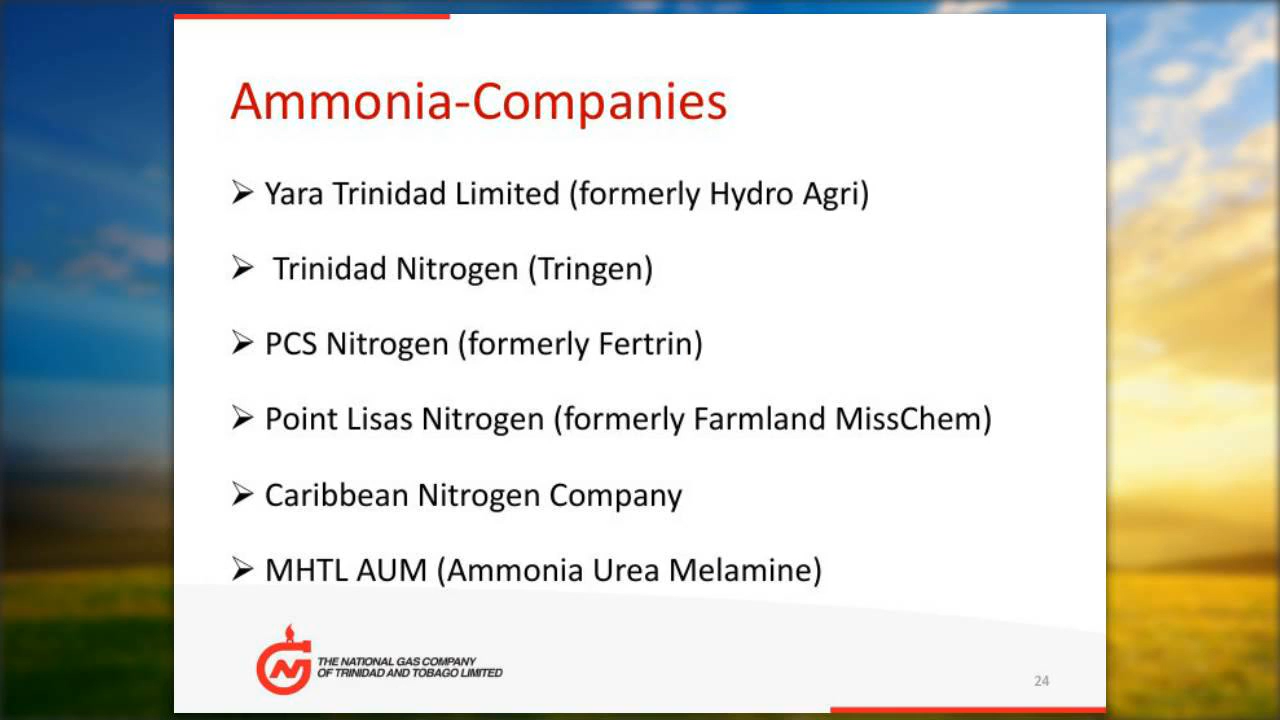 Ammonia-Companies
➢ Yara Trinidad Limited (formerly Hydro Agri)
➢ Trinidad Nitrogen (Tringen)
➢ PCS Nitrogen (formerly Fertrin)
➢ Point Lisas Nitrogen (formerly Farmland MissChem)
➢ Caribbean Nitrogen Company
➢ MHTL AUM (Ammonia Urea Melamine)
THE NATIONAL GAS COMPANY
OF TRINIDAD AND TOBAGO LIMITED
24